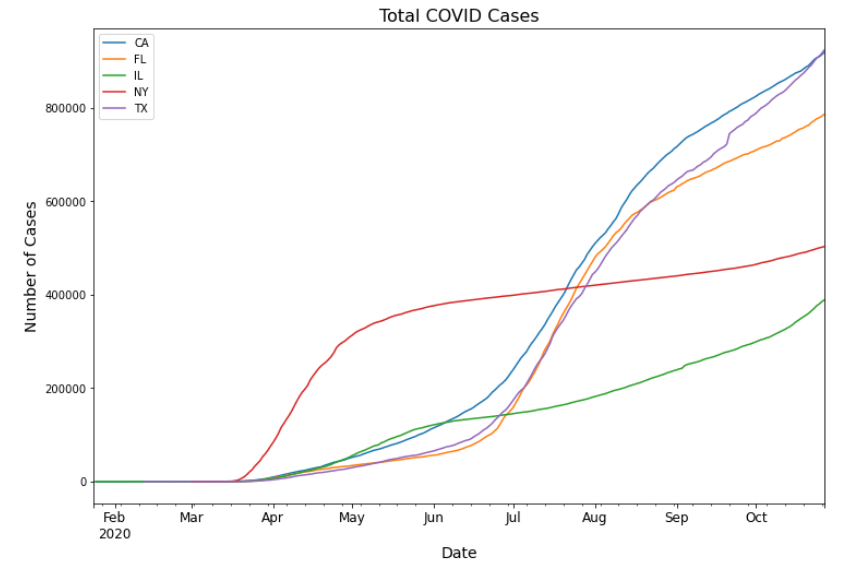 Total COVID Cases
CA
FL
IL
NY
TX
800000
600000
400000
200000
0
Number of Cases
Feb Mar Apr May Jun Jul Aug Sep Oct
2020
Date